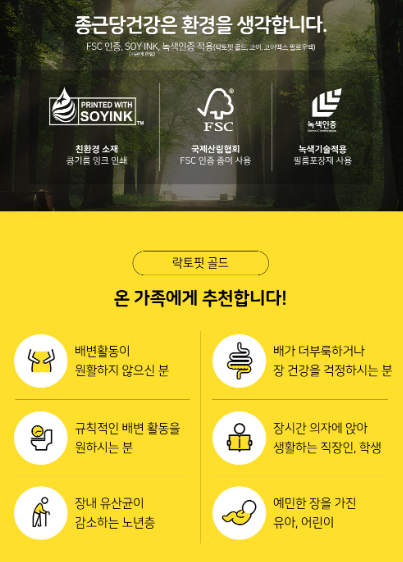 종근당건강은 환경을 생각합니다.
FSC 인증, SOY INK, 녹색인증 적용(락토핏 골드, 코어,
PRINTED WITH
SOYINK
TM
FSC
®
녹색인증
친환경 소재
콩기름 잉크 인쇄
국제산림협회
FSC 인증 종이 사용
녹색기술적용
필름포장재 사용
락토핏 골드
온 가족에게 추천합니다!
배변활동이
원활하지 않으신 분
배가 더부룩하거나
장 건강을 걱정하시는 분
규칙적인 배변 활동을
원하시는 분
장시간 의자에 앉아
생활하는 직장인, 학생
장내 유산균이
감소하는 노년층
예민한 장을 가진
유아, 어린이